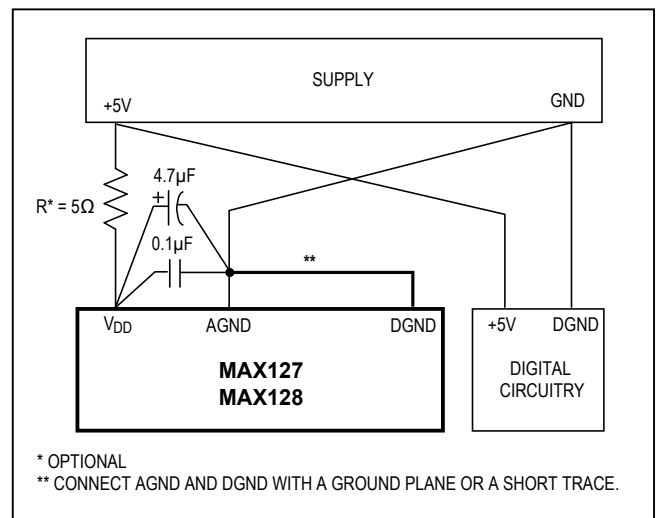 SUPPLY
+5V
GND
4.7µF
+
R* = 5Ω
0.1µF
**
VDD
AGND
DGND
+5V
DGND
MAX127
MAX128
DIGITAL
CIRCUITRY
* OPTIONAL
** CONNECT AGND AND DGND WITH A GROUND PLANE OR A SHORT TRACE.